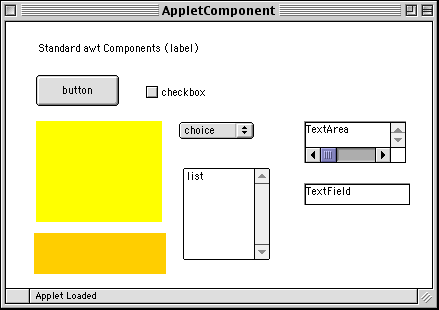 AppletComponent
Standard awt Components (label)
button
checkbox
choice
TextArea
list
TextField
Applet Loaded